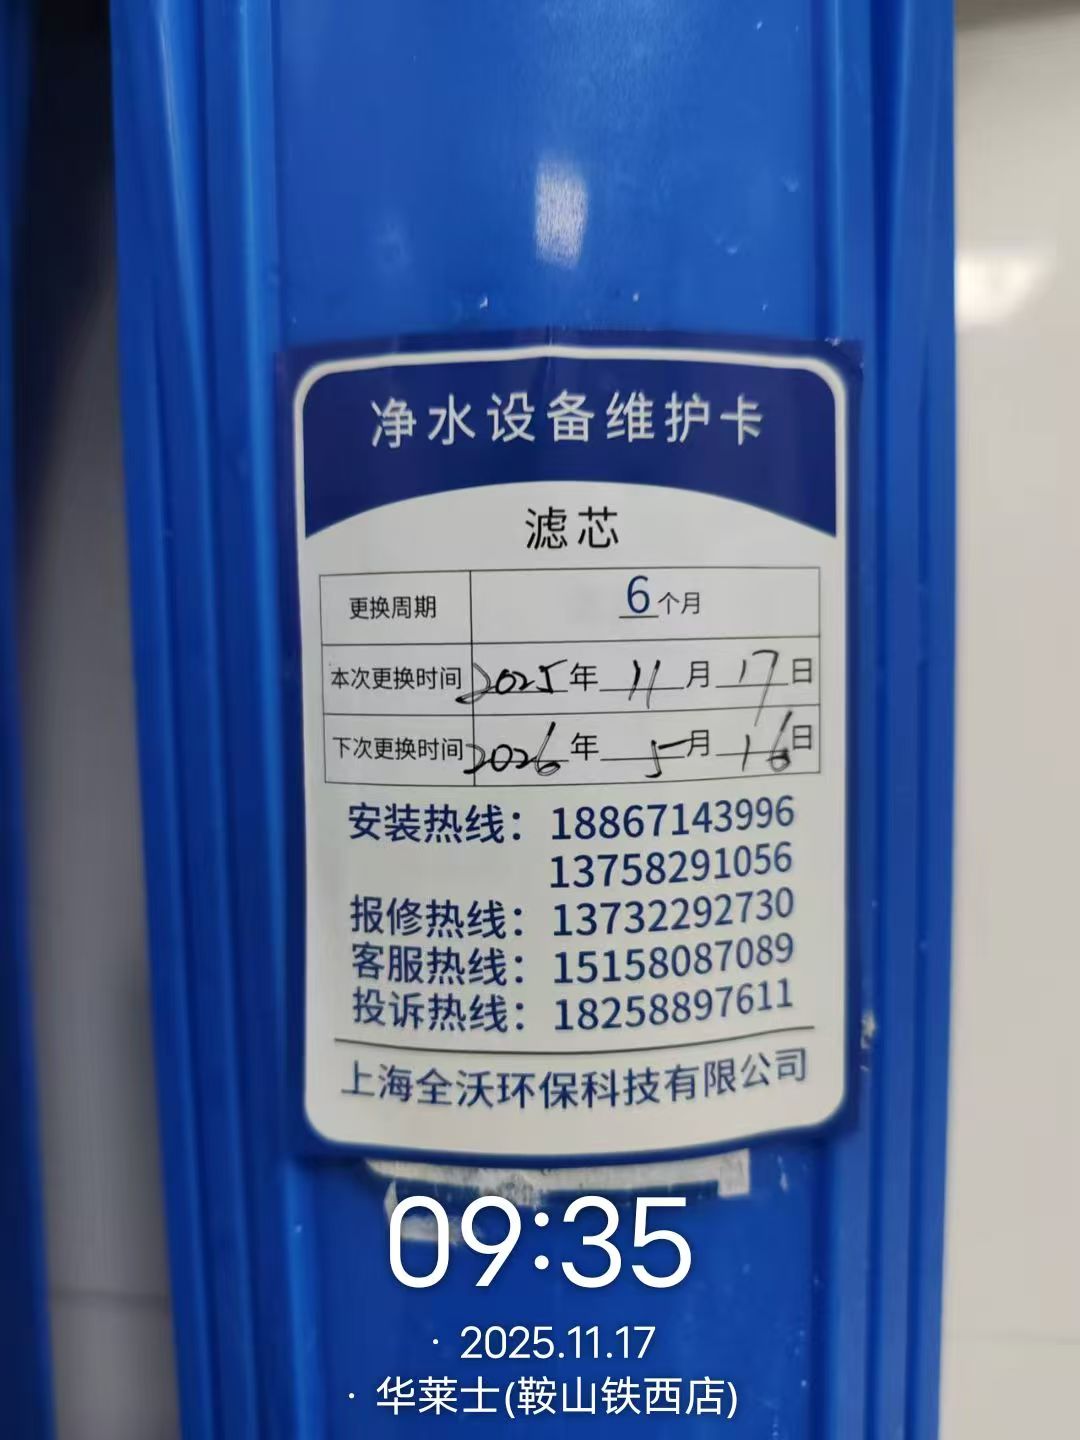 净水设备维护卡
滤芯
更换周期 6个月
本次更换时间 2025年11月17日
下次更换时间 2026年5月16日
安装热线：18867143996
13758291056
报修热线：13732292730
客服热线：15158087089
投诉热线：18258897611
上海全沃环保科技有限公司
09:35
· 2025.11.17
· 华莱士(鞍山铁西店)